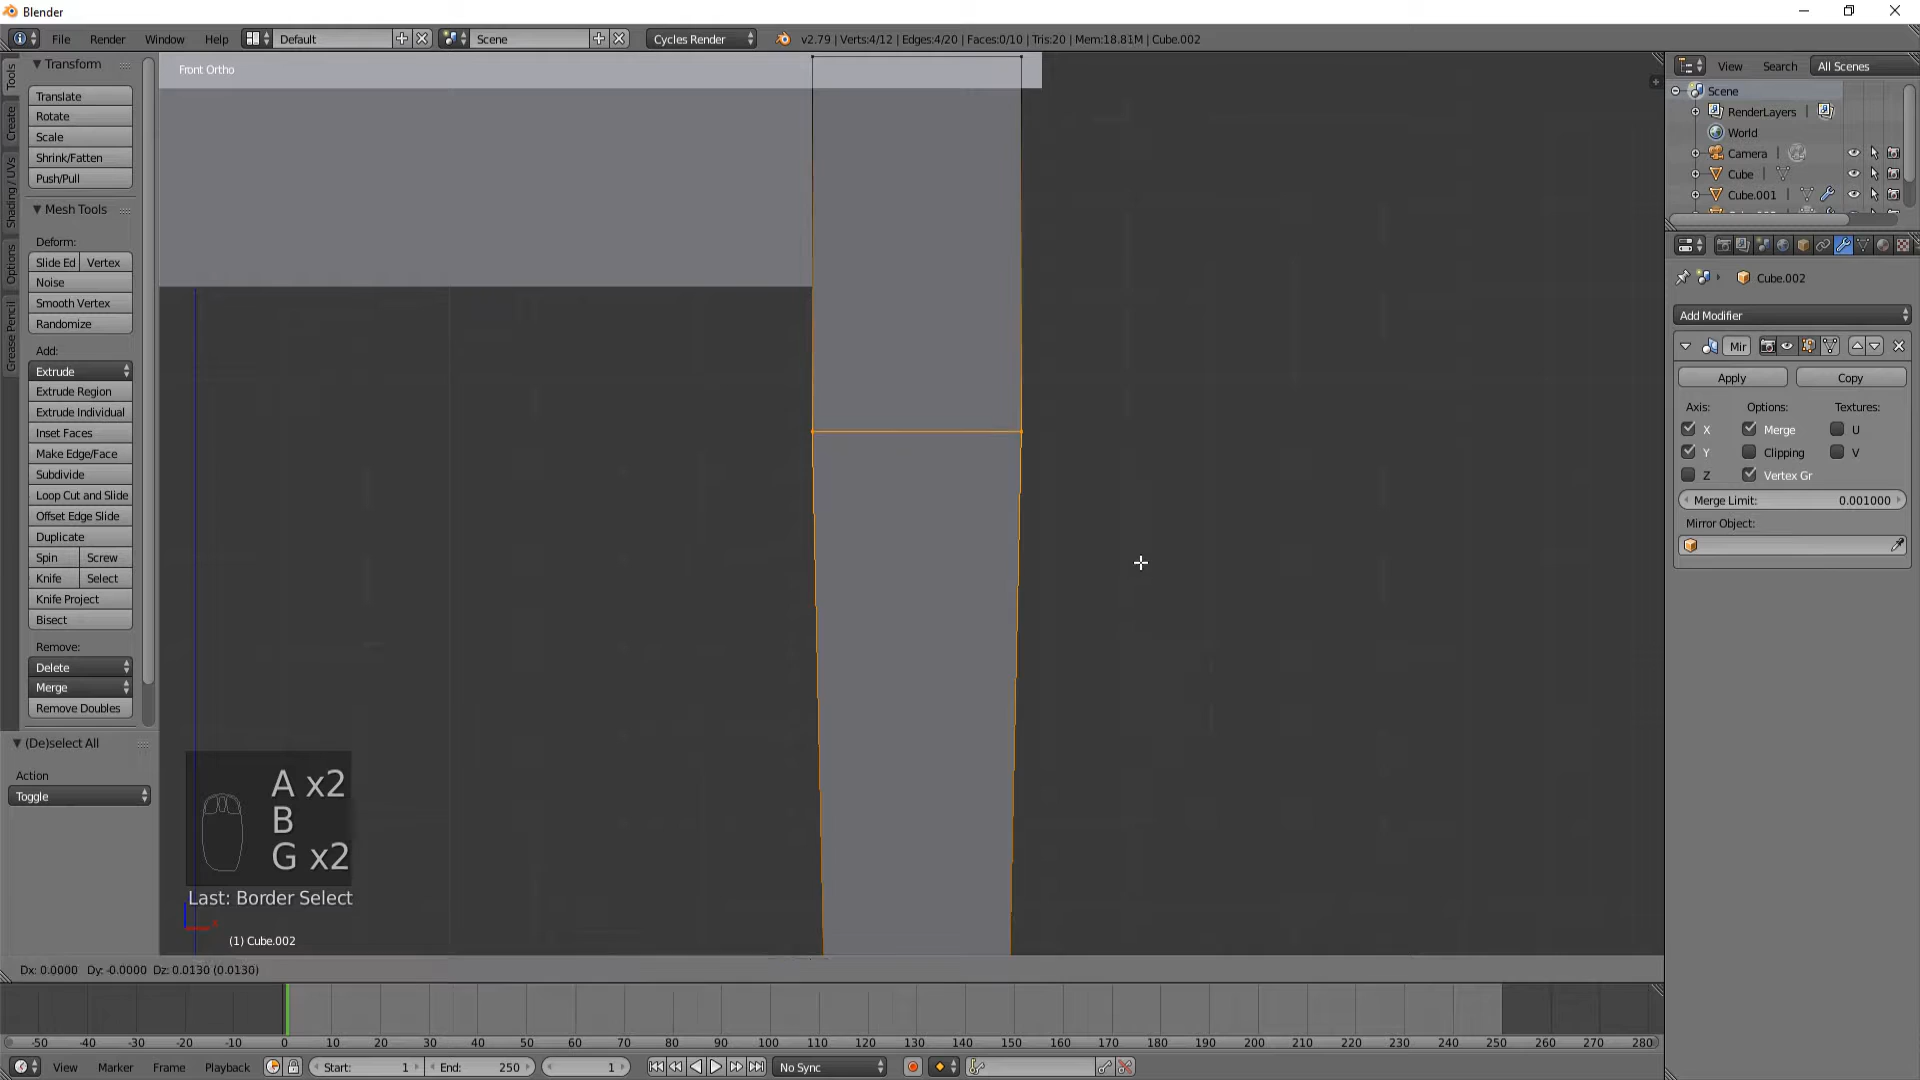 Blender
File Render Window Help Default Scene Cycles Render v2.79 | Verts:4/12 | Edges:4/20 | Faces:0/10 | Tris:20 | Mem:18.81M | Cube.002
Tools
Create
Shading / UVs
Options
Grease Pencil
Transform
Translate
Rotate
Scale
Shrink/Fatten
Push/Pull
Mesh Tools
Deform:
Slide Ed Vertex
Noise
Smooth Vertex
Randomize
Add:
Extrude
Extrude Region
Extrude Individual
Inset Faces
Make Edge/Face
Subdivide
Loop Cut and Slide
Offset Edge Slide
Duplicate
Spin Screw
Knife Select
Knife Project
Bisect
Remove:
Delete
Merge
Remove Doubles
(De)select All
Action
Toggle
Front Ortho
A x2
B
G x2
Last: Border Select
(1) Cube.002
Dx: 0.0000 Dy: -0.0000 Dz: 0.0130 (0.0130)
View Search All Scenes
Scene
RenderLayers |
World
Camera |
Cube |
Cube.001 |
Cube.002
Add Modifier
Mir
Apply Copy
Axis: Options: Textures:
X Merge U
Y Clipping V
Z Vertex Gr
Merge Limit: 0.001000
Mirror Object:
-50 -40 -30 -20 -10 0 10 20 30 40 50 60 70 80 90 100 110 120 130 140 150 160 170 180 190 200 210 220 230 240 250 260 270 280
View Marker Frame Playback Start: 1 End: 250 1 No Sync